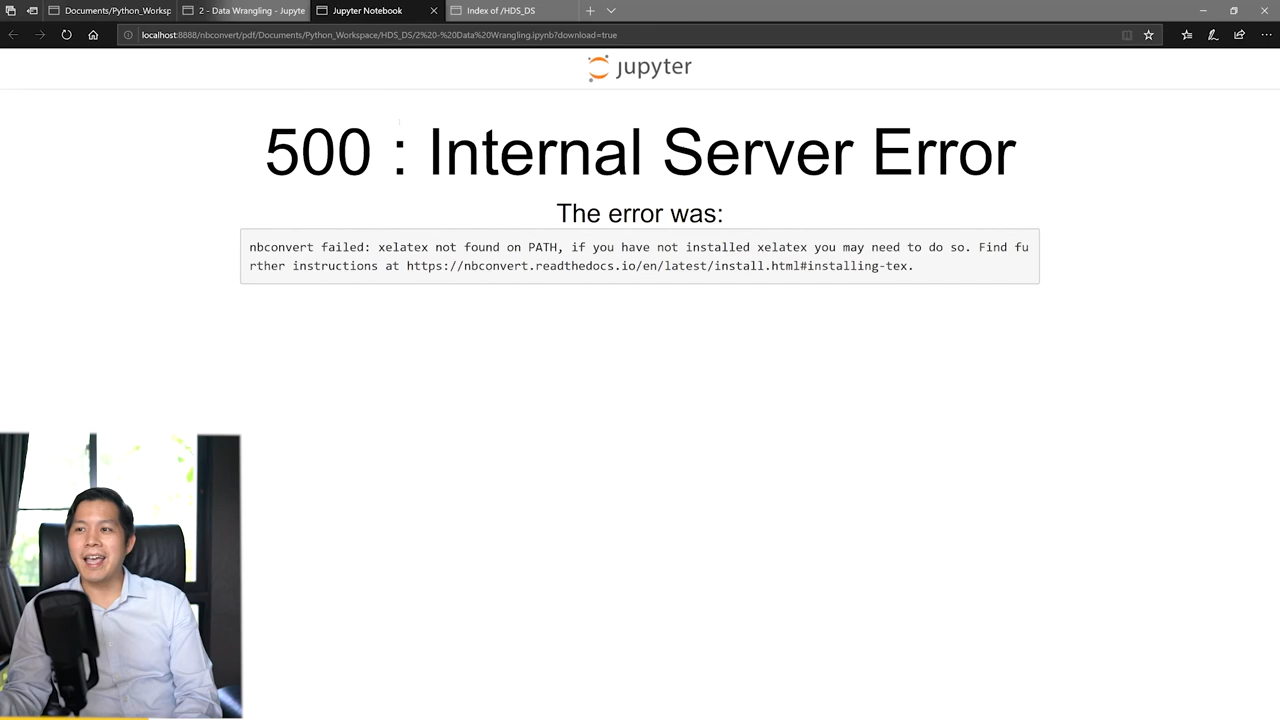 Documents/Python_Worksp
2 - Data Wrangling - Jupyte
Jupyter Notebook
Index of /HDS_DS
localhost:8888/nbconvert/pdf/Documents/Python_Workspace/HDS_DS/2%20-%20Data%20Wrangling.ipynb?download=true
jupyter
500 : Internal Server Error
The error was:
nbconvert failed: xelatex not found on PATH, if you have not installed xelatex you may need to do so. Find fu
rther instructions at https://nbconvert.readthedocs.io/en/latest/install.html#installing-tex.